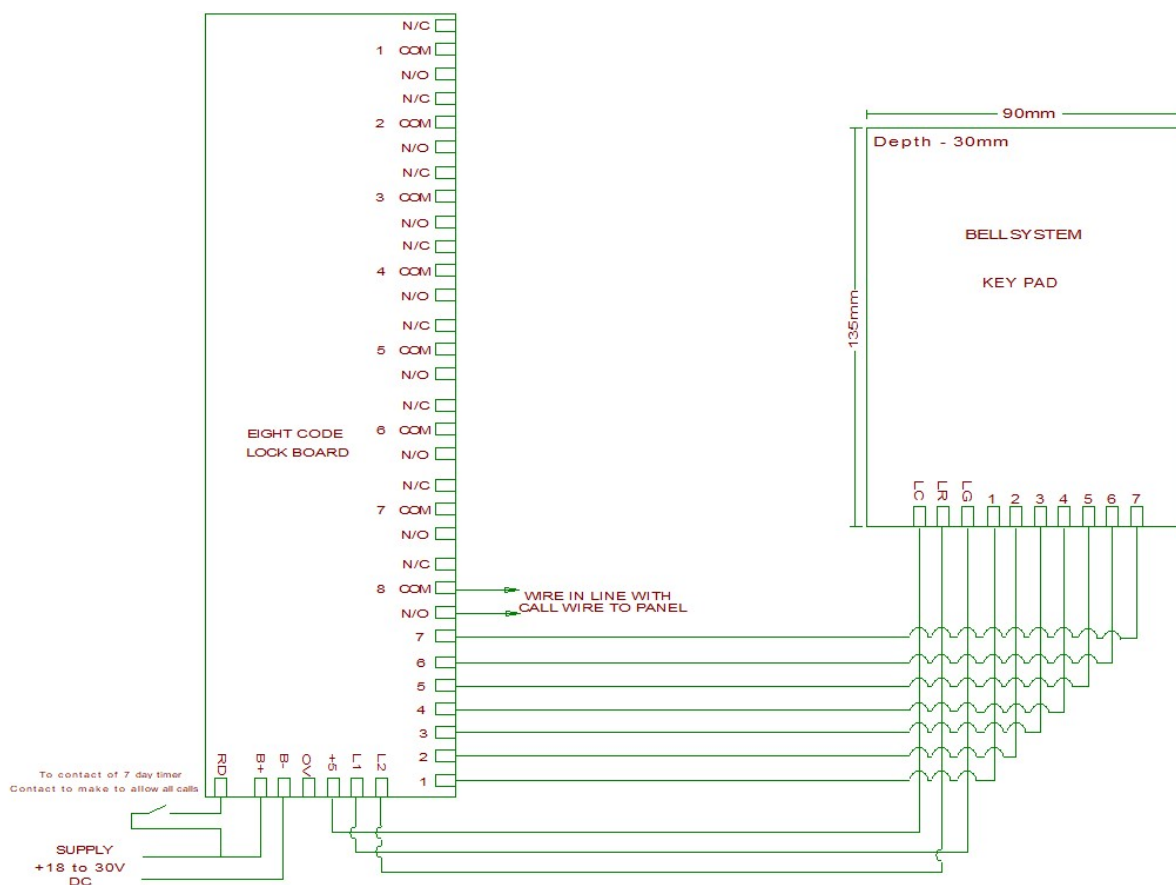 N/C
1 COM
N/O
N/C
2 COM
N/O
N/C
3 COM
N/O
N/C
4 COM
N/O
N/C
5 COM
N/O
N/C
6 COM
N/O
N/C
7 COM
N/O
N/C
8 COM
N/O
7
6
5
4
3
2
1
EIGHT CODE
LOCK BOARD
WIRE IN LINE WITH
CALL WIRE TO PANEL
RD B+ B- OV +5 L1 L2
To contact of 7 day timer
Contact to make to allow all calls
SUPPLY
+18 to 30V
DC
90mm
Depth - 30mm
135mm
BELLSYSTEM
KEY PAD
LC LR LG 1 2 3 4 5 6 7